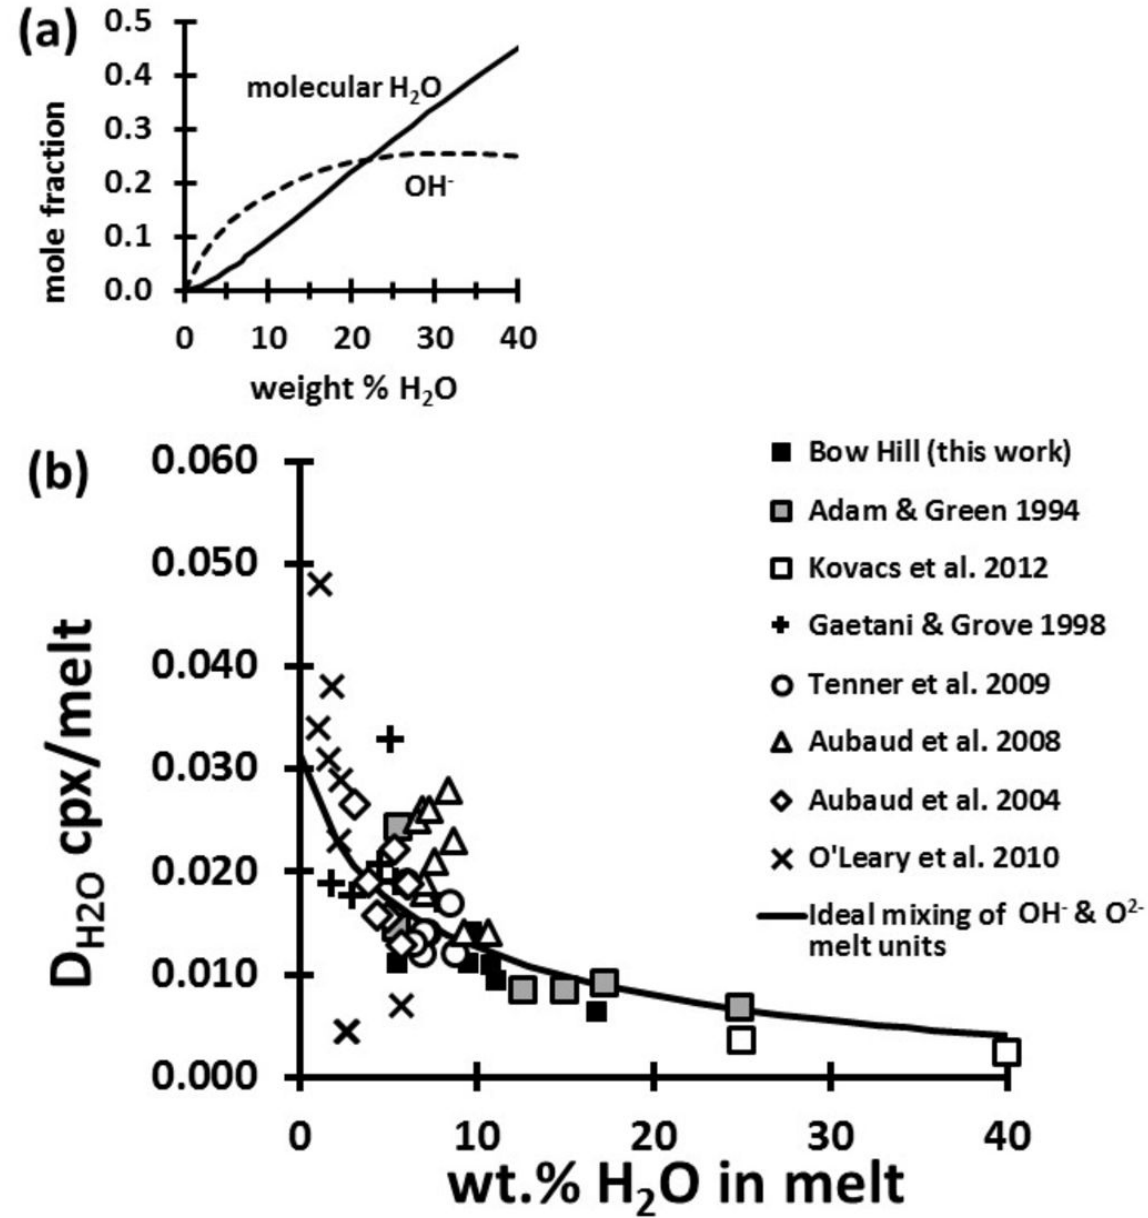 (a)
0.5
0.4
0.3
0.2
0.1
0.0
mole fraction
molecular H₂O
OH⁻
0 10 20 30 40
weight % H₂O
(b)
0.060
0.050
0.040
0.030
0.020
0.010
0.000
D_H2O cpx/melt
0 10 20 30 40
wt.% H₂O in melt
Bow Hill (this work)
Adam & Green 1994
Kovacs et al. 2012
Gaetani & Grove 1998
Tenner et al. 2009
Aubaud et al. 2008
Aubaud et al. 2004
O'Leary et al. 2010
Ideal mixing of OH⁻ & O²⁻
melt units